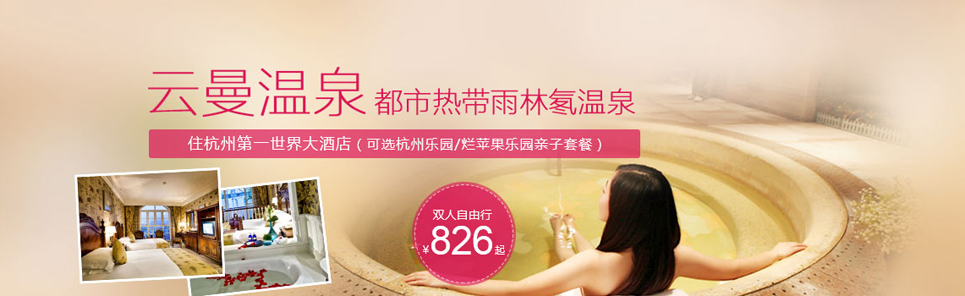 云曼温泉 都市热带雨林氡温泉
住杭州第一世界大酒店（可选杭州乐园/烂苹果乐园亲子套餐）
双人自由行
¥826起